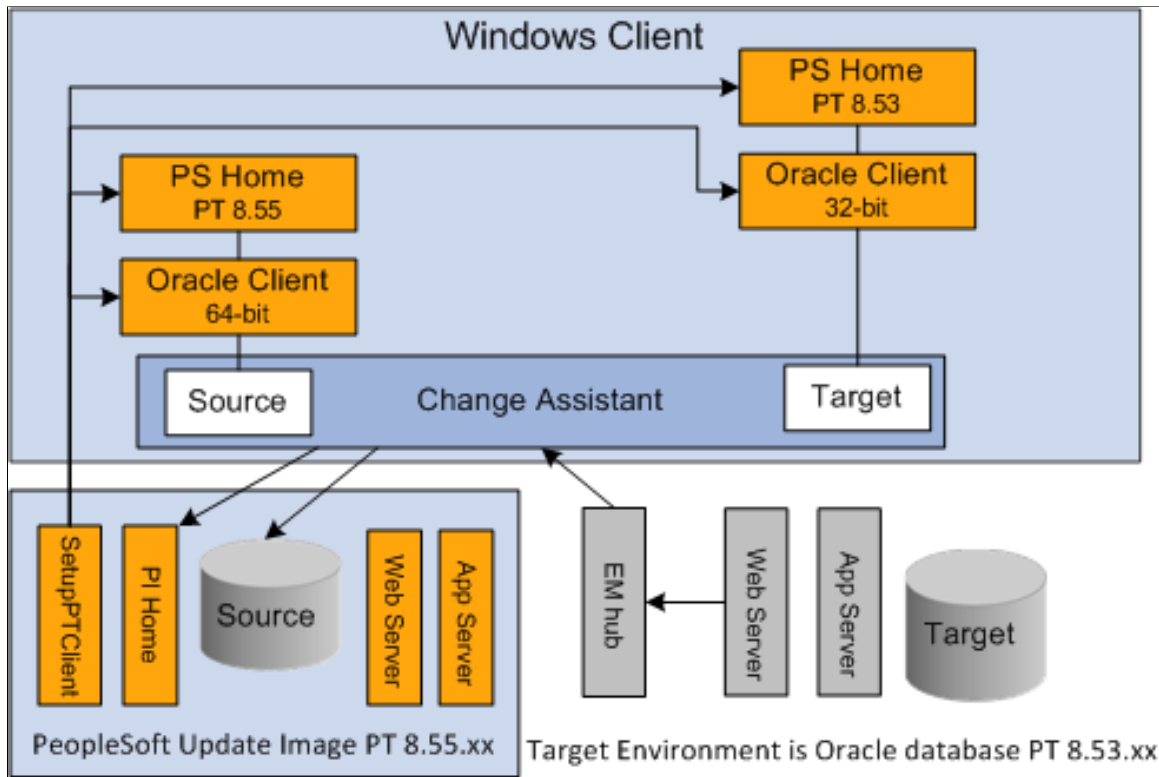 Windows Client
PS Home
PT 8.53
Oracle Client
32-bit
PS Home
PT 8.55
Oracle Client
64-bit
Source
Change Assistant
Target
SetupPTClient
PI Home
Source
Web Server
App Server
EM hub
Web Server
App Server
Target
PeopleSoft Update Image PT 8.55.xx
Target Environment is Oracle database PT 8.53.xx